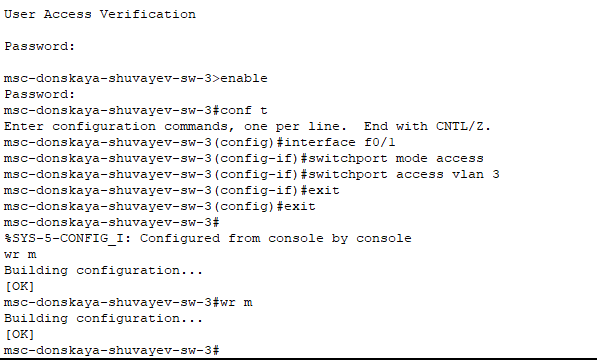 User Access Verification
Password:
msc-donskaya-shuvayev-sw-3>enable
Password:
msc-donskaya-shuvayev-sw-3#conf t
Enter configuration commands, one per line.  End with CNTL/Z.
msc-donskaya-shuvayev-sw-3(config)#interface f0/1
msc-donskaya-shuvayev-sw-3(config-if)#switchport mode access
msc-donskaya-shuvayev-sw-3(config-if)#switchport access vlan 3
msc-donskaya-shuvayev-sw-3(config-if)#exit
msc-donskaya-shuvayev-sw-3(config)#exit
msc-donskaya-shuvayev-sw-3#
%SYS-5-CONFIG_I: Configured from console by console
wr m
Building configuration...
[OK]
msc-donskaya-shuvayev-sw-3#wr m
Building configuration...
[OK]
msc-donskaya-shuvayev-sw-3#